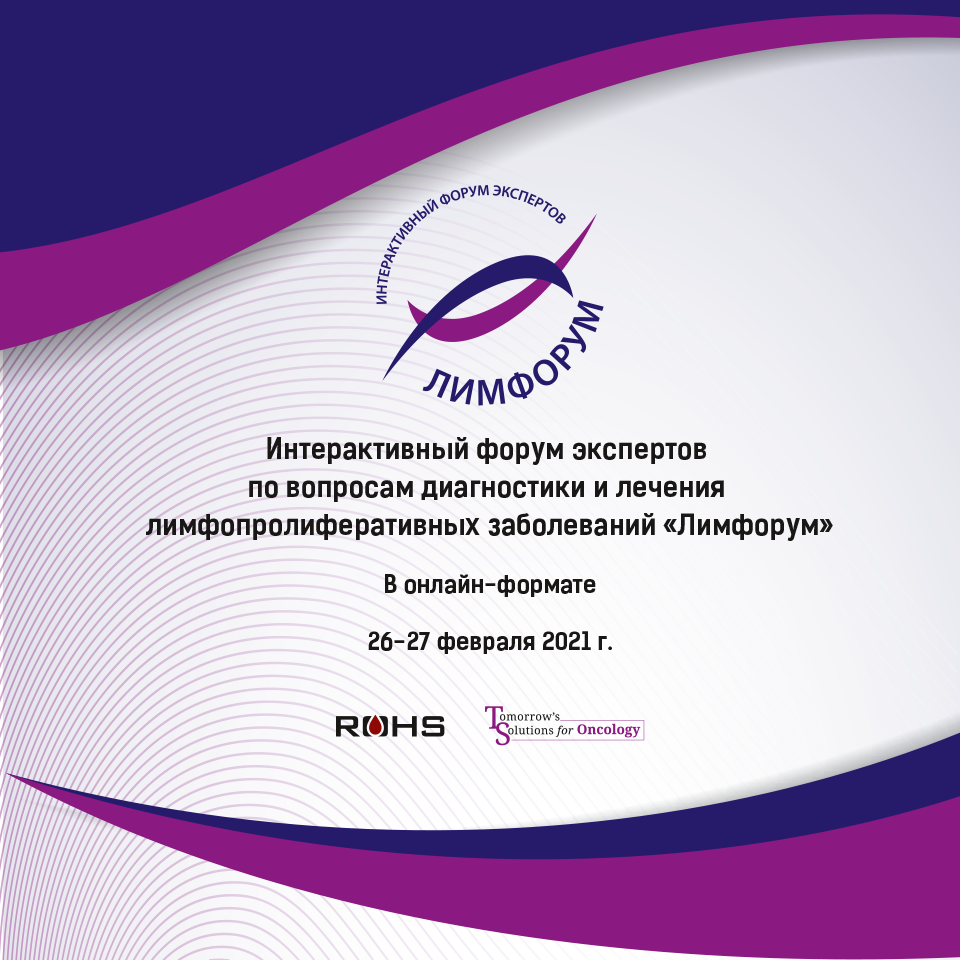 ИНТЕРАКТИВНЫЙ ФОРУМ ЭКСПЕРТОВ
ЛИМФОРУМ
Интерактивный форум экспертов
по вопросам диагностики и лечения
лимфопролиферативных заболеваний «Лимфорум»
В онлайн-формате
26-27 февраля 2021 г.
ROHS
Tomorrow's
Solutions for Oncology